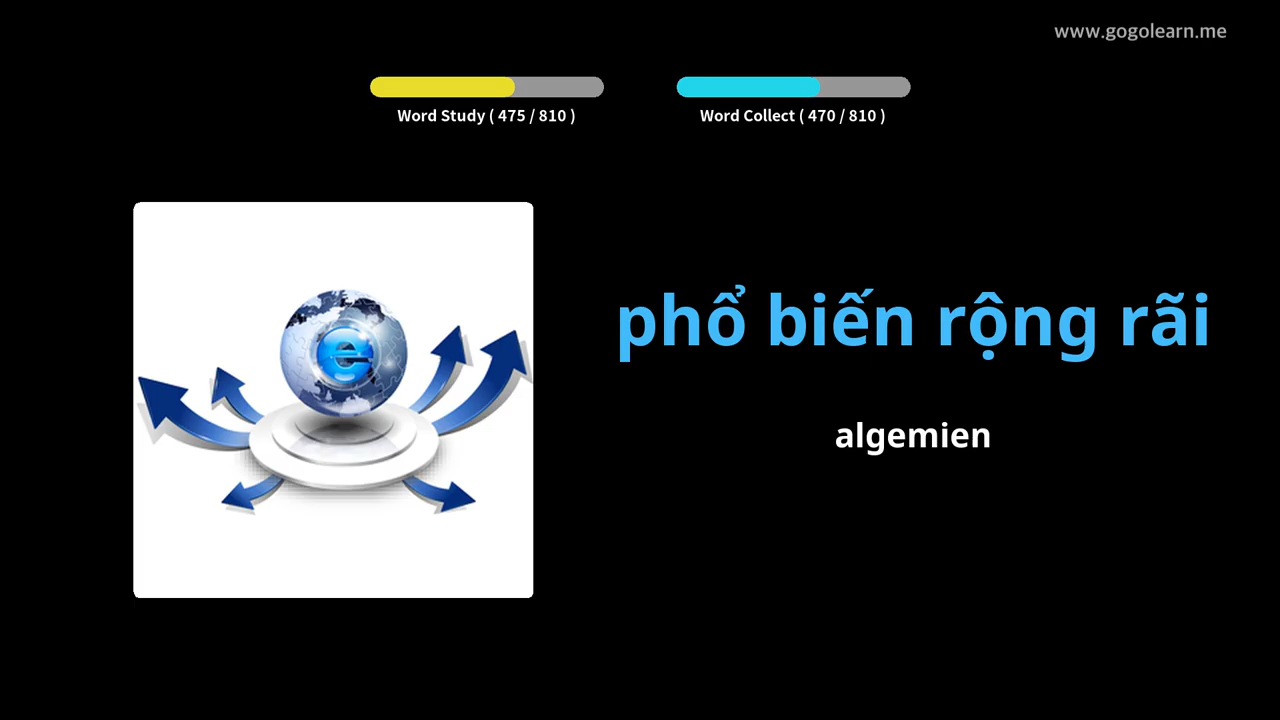 www.gogolearn.me
Word Study ( 475 / 810 )
Word Collect ( 470 / 810 )
e
phổ biến rộng rãi
algemien